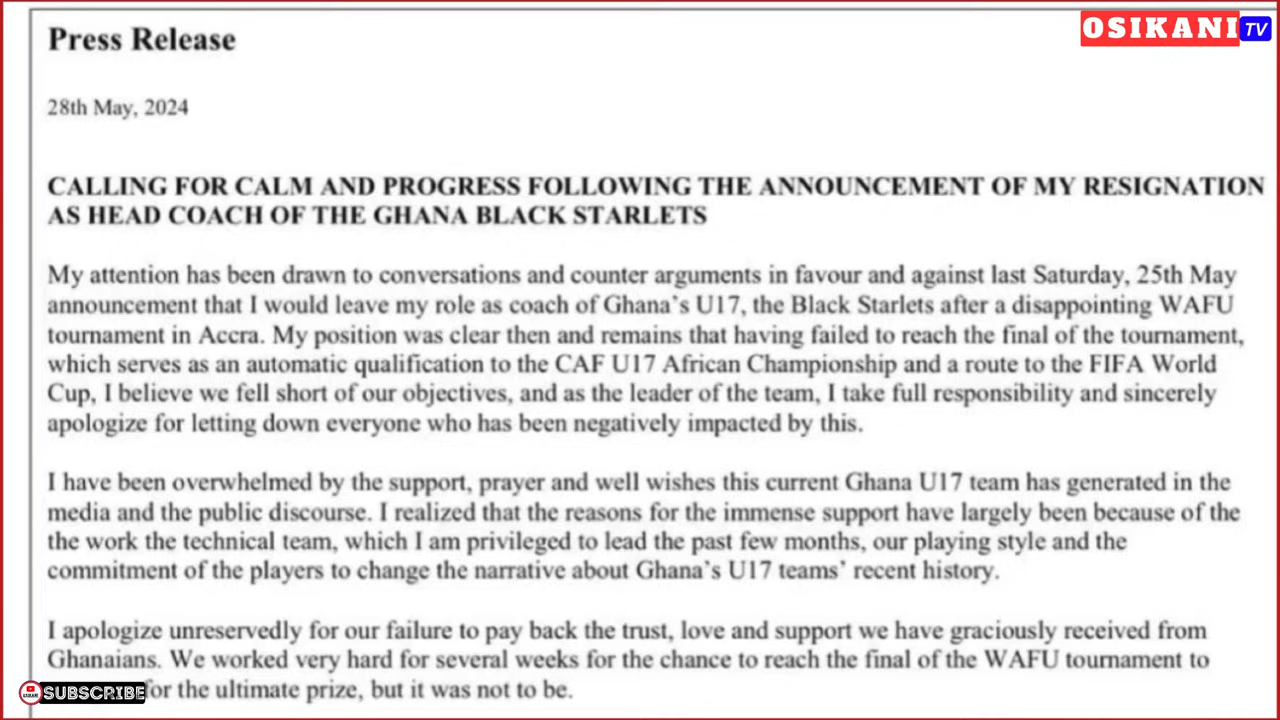 OSIKANI TV
Press Release
28th May, 2024
CALLING FOR CALM AND PROGRESS FOLLOWING THE ANNOUNCEMENT OF MY RESIGNATION
AS HEAD COACH OF THE GHANA BLACK STARLETS
My attention has been drawn to conversations and counter arguments in favour and against last Saturday, 25th May
announcement that I would leave my role as coach of Ghana's U17, the Black Starlets after a disappointing WAFU
tournament in Accra. My position was clear then and remains that having failed to reach the final of the tournament,
which serves as an automatic qualification to the CAF U17 African Championship and a route to the FIFA World
Cup, I believe we fell short of our objectives, and as the leader of the team, I take full responsibility and sincerely
apologize for letting down everyone who has been negatively impacted by this.
I have been overwhelmed by the support, prayer and well wishes this current Ghana U17 team has generated in the
media and the public discourse. I realized that the reasons for the immense support have largely been because of the
the work the technical team, which I am privileged to lead the past few months, our playing style and the
commitment of the players to change the narrative about Ghana's U17 teams' recent history.
I apologize unreservedly for our failure to pay back the trust, love and support we have graciously received from
Ghanaians. We worked very hard for several weeks for the chance to reach the final of the WAFU tournament to
for the ultimate prize, but it was not to be.
SUBSCRIBE